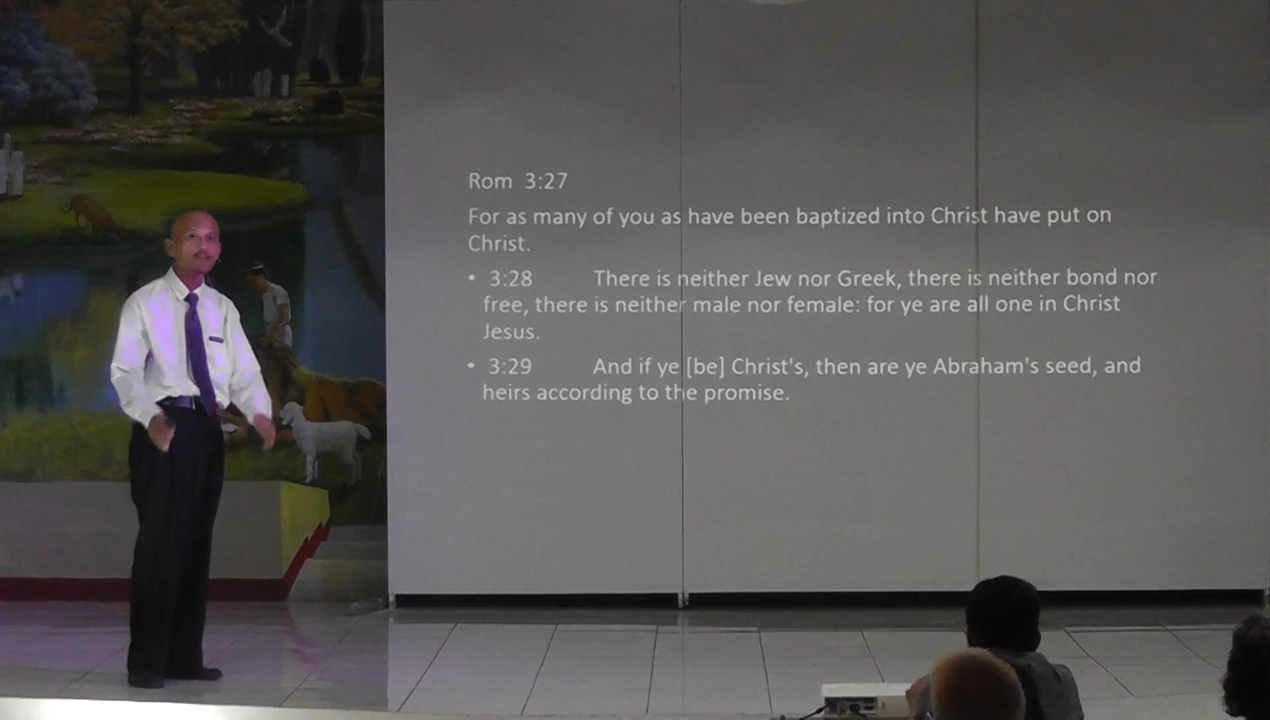 Rom 3:27
For as many of you as have been baptized into Christ have put on
Christ.
• 3:28 There is neither Jew nor Greek, there is neither bond nor
free, there is neither male nor female: for ye are all one in Christ
Jesus.
• 3:29 And if ye [be] Christ's, then are ye Abraham's seed, and
heirs according to the promise.